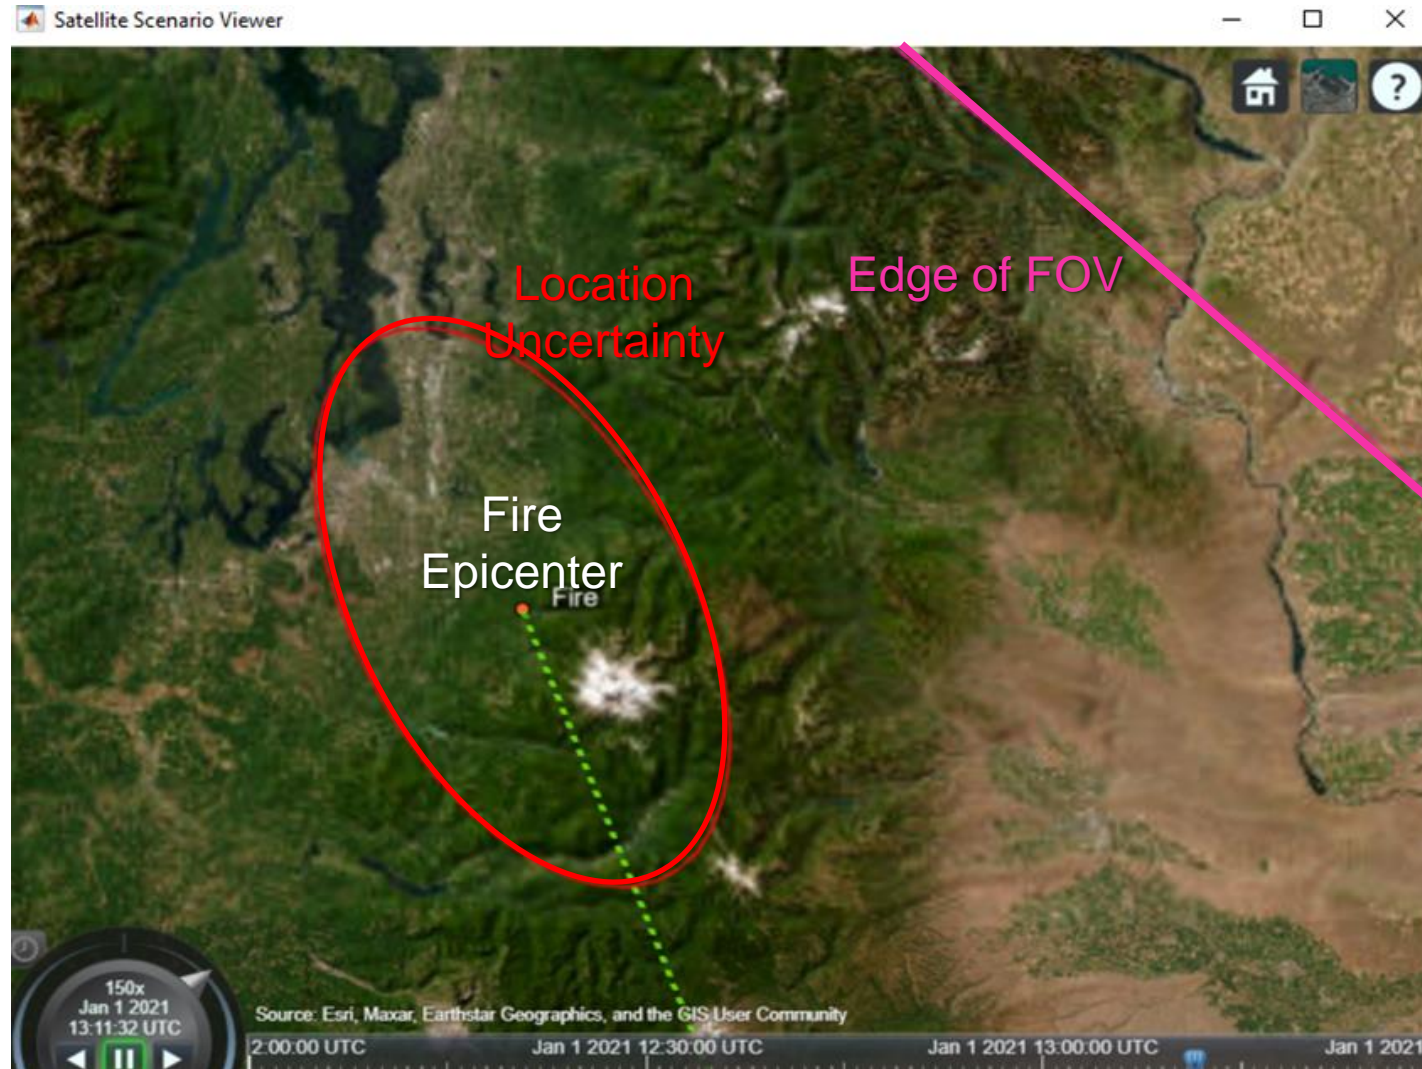 Satellite Scenario Viewer
?
Location
Uncertainty
Edge of FOV
Fire
Epicenter
Fire
150x
Jan 1 2021
13:11:32 UTC
Source: Esri, Maxar, Earthstar Geographics, and the GIS User Community
2:00:00 UTC
Jan 1 2021 12:30:00 UTC
Jan 1 2021 13:00:00 UTC
Jan 1 2021